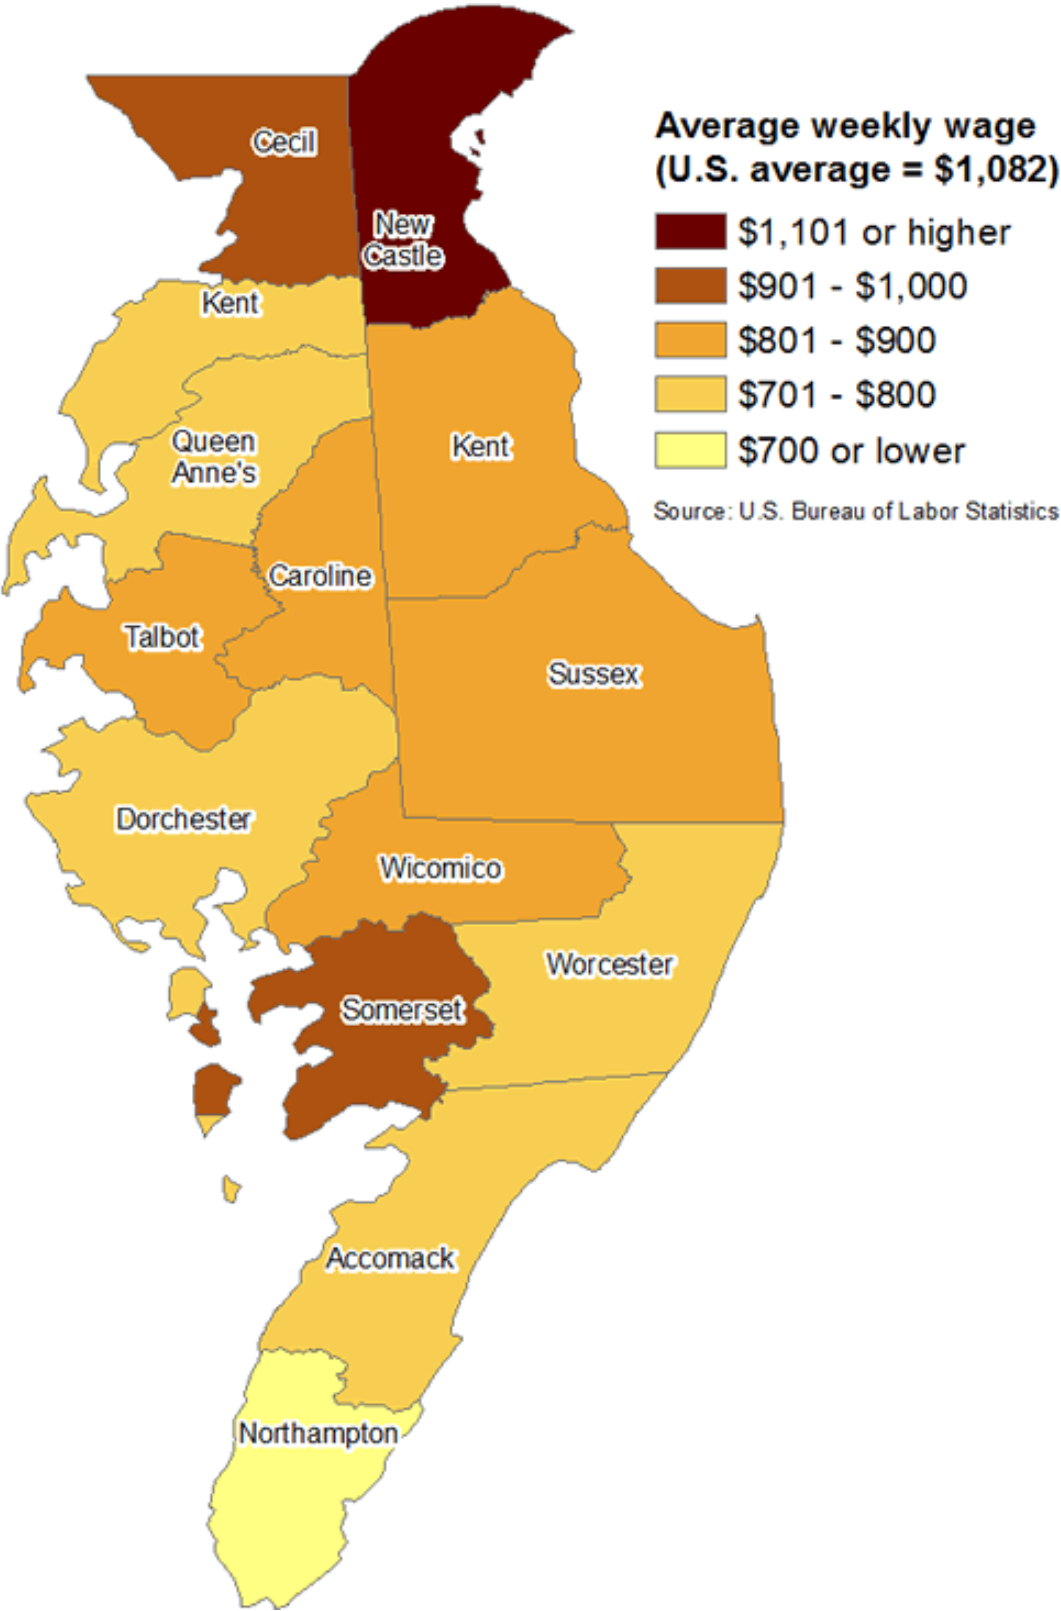 Average weekly wage
(U.S. average = $1,082)
$1,101 or higher
$901 - $1,000
$801 - $900
$701 - $800
$700 or lower
Source: U.S. Bureau of Labor Statistics
Cecil
New
Castle
Kent
Queen
Anne's
Kent
Caroline
Talbot
Sussex
Dorchester
Wicomico
Worcester
Somerset
Accomack
Northampton